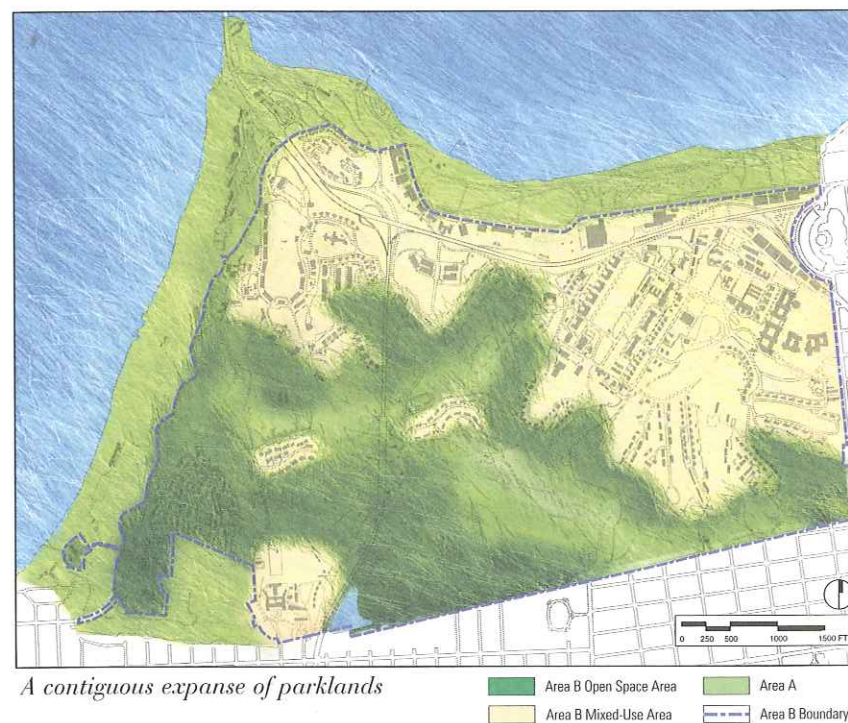 0 250 500 1000 1500 FT
A contiguous expanse of parklands
Area B Open Space Area
Area A
Area B Mixed-Use Area
Area B Boundary